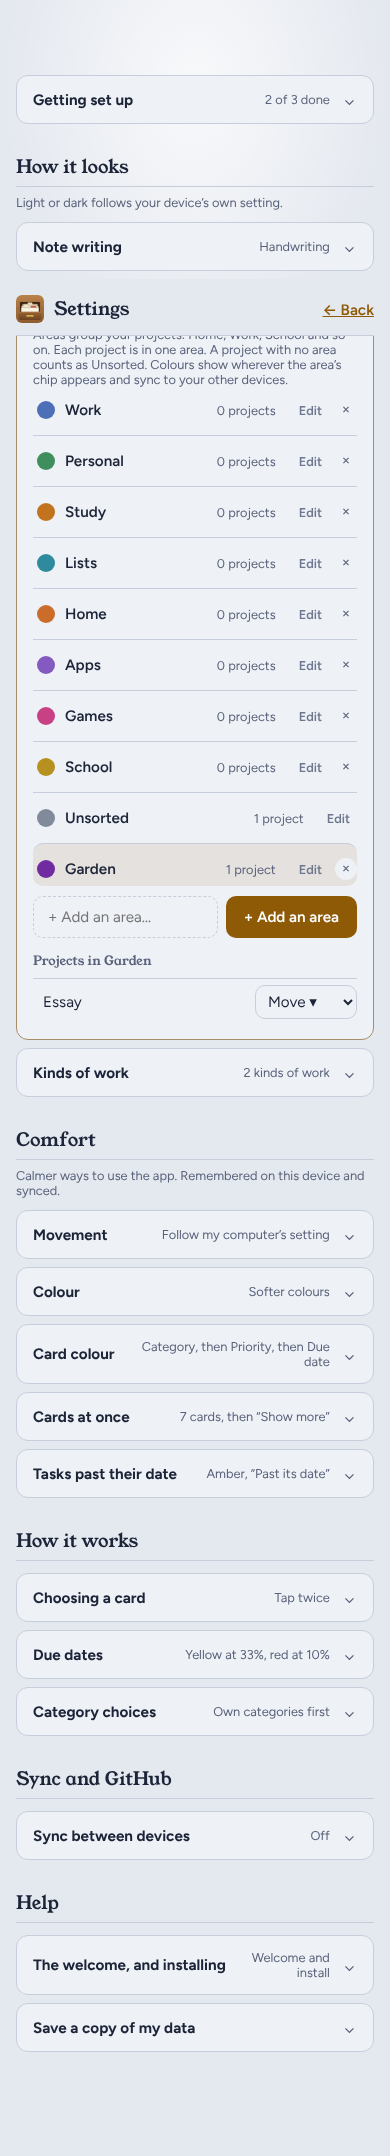 Getting set up 2 of 3 done
How it looks
Light or dark follows your device’s own setting.
Note writing Handwriting
Settings ← Back
Areas group your projects. Home, Work, School and so
on. Each project is in one area. A project with no area
counts as Unsorted. Colours show wherever the area’s
chip appears and sync to your other devices.
Work 0 projects Edit ×
Personal 0 projects Edit ×
Study 0 projects Edit ×
Lists 0 projects Edit ×
Home 0 projects Edit ×
Apps 0 projects Edit ×
Games 0 projects Edit ×
School 0 projects Edit ×
Unsorted 1 project Edit
Garden 1 project Edit ×
+ Add an area… + Add an area
Projects in Garden
Essay Move ▾
Kinds of work 2 kinds of work
Comfort
Calmer ways to use the app. Remembered on this device and
synced.
Movement Follow my computer’s setting
Colour Softer colours
Card colour Category, then Priority, then Due
date
Cards at once 7 cards, then “Show more”
Tasks past their date Amber, “Past its date”
How it works
Choosing a card Tap twice
Due dates Yellow at 33%, red at 10%
Category choices Own categories first
Sync and GitHub
Sync between devices Off
Help
The welcome, and installing Welcome and
install
Save a copy of my data